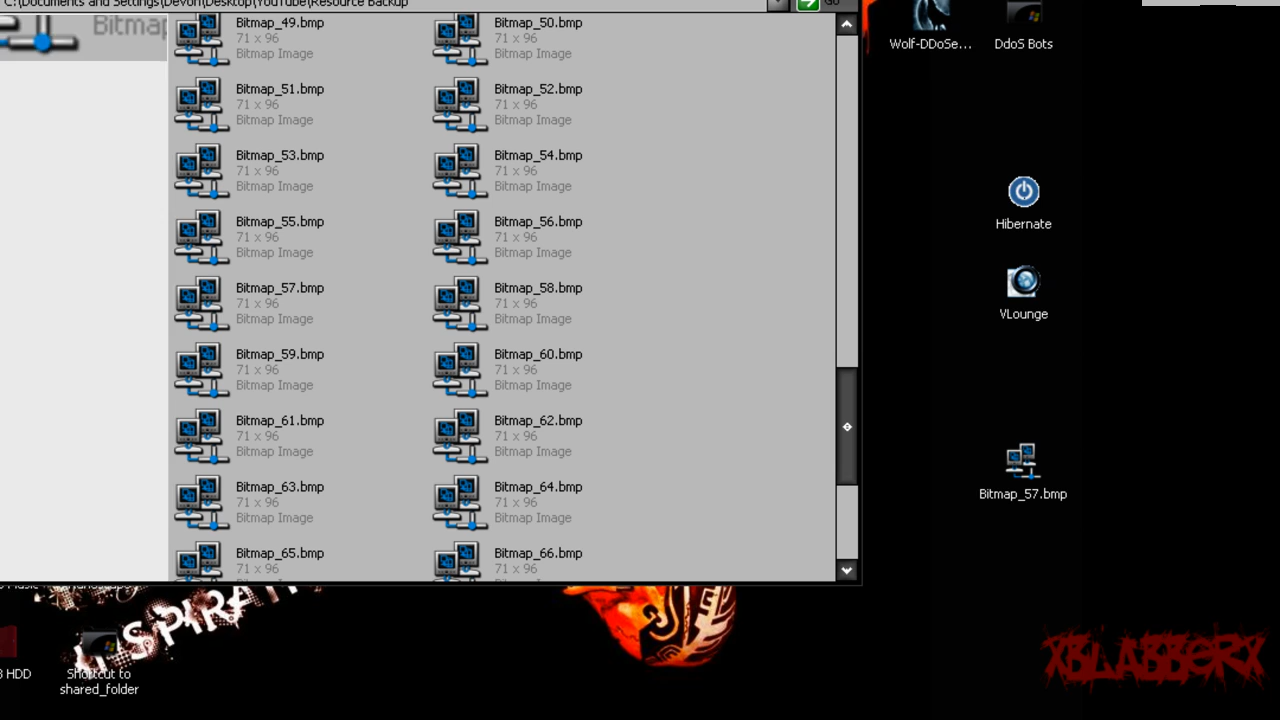 C:\Documents and Settings\Devon\Desktop\YouTube\Resource Backup
Go
Bitmap
Bitmap_49.bmp
71 x 96
Bitmap Image
Bitmap_50.bmp
71 x 96
Bitmap Image
Bitmap_51.bmp
71 x 96
Bitmap Image
Bitmap_52.bmp
71 x 96
Bitmap Image
Bitmap_53.bmp
71 x 96
Bitmap Image
Bitmap_54.bmp
71 x 96
Bitmap Image
Bitmap_55.bmp
71 x 96
Bitmap Image
Bitmap_56.bmp
71 x 96
Bitmap Image
Bitmap_57.bmp
71 x 96
Bitmap Image
Bitmap_58.bmp
71 x 96
Bitmap Image
Bitmap_59.bmp
71 x 96
Bitmap Image
Bitmap_60.bmp
71 x 96
Bitmap Image
Bitmap_61.bmp
71 x 96
Bitmap Image
Bitmap_62.bmp
71 x 96
Bitmap Image
Bitmap_63.bmp
71 x 96
Bitmap Image
Bitmap_64.bmp
71 x 96
Bitmap Image
Bitmap_65.bmp
71 x 96
Bitmap_66.bmp
71 x 96
Wolf-DDoSe...
DdoS Bots
Hibernate
VLounge
Bitmap_57.bmp
HDD
Shortcut to
shared_folder
XBLABBERX